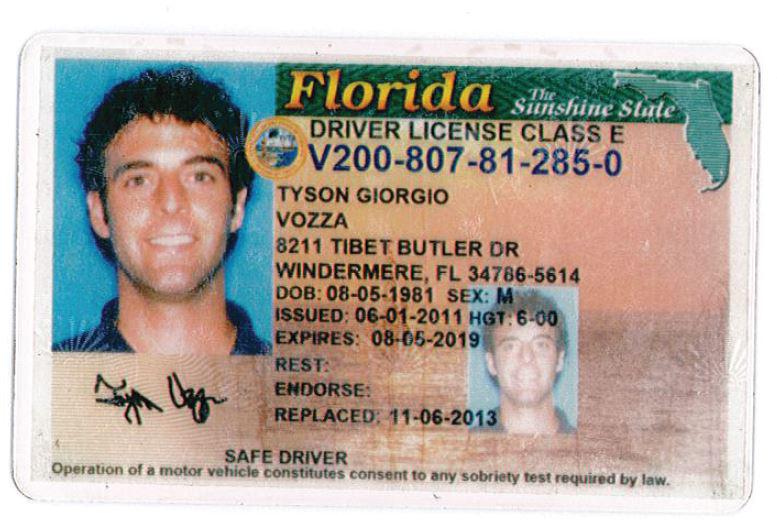 Florida The Sunshine State
DRIVER LICENSE CLASS E
V200-807-81-285-0
TYSON GIORGIO
VOZZA
8211 TIBET BUTLER DR
WINDERMERE, FL 34786-5614
DOB: 08-05-1981 SEX: M
ISSUED: 06-01-2011 HGT: 6-00
EXPIRES: 08-05-2019
REST:
ENDORSE:
REPLACED: 11-06-2013
SAFE DRIVER
Operation of a motor vehicle constitutes consent to any sobriety test required by law.